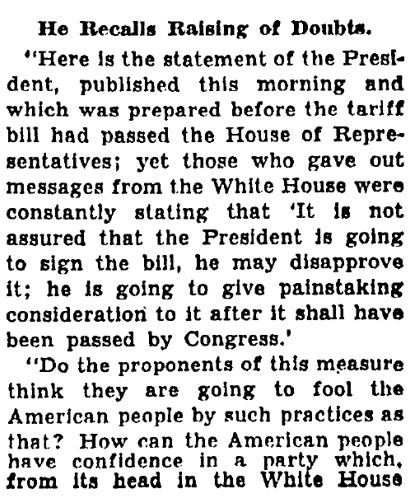 He Recalls Raising of Doubts.
"Here is the statement of the Presi-
dent, published this morning and
which was prepared before the tariff
bill had passed the House of Repre-
sentatives; yet those who gave out
messages from the White House were
constantly stating that 'It is not
assured that the President is going
to sign the bill, he may disapprove
it; he is going to give painstaking
consideration to it after it shall have
been passed by Congress.'
"Do the proponents of this measure
think they are going to fool the
American people by such practices as
that? How can the American people
have confidence in a party which,
from its head in the White House